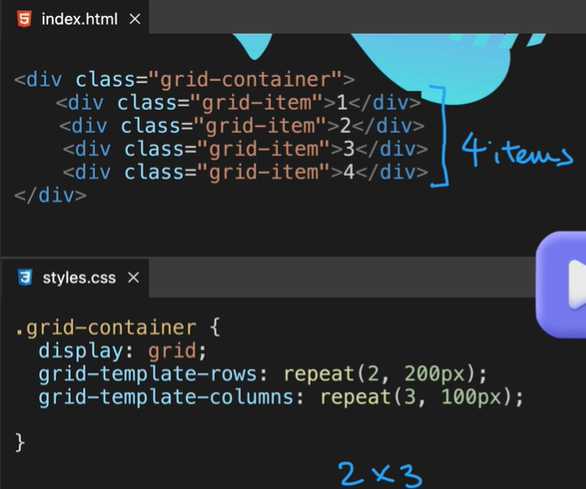 index.html ×
<div class="grid-container">
<div class="grid-item">1</div>
<div class="grid-item">2</div>
<div class="grid-item">3</div>
<div class="grid-item">4</div>
</div>
4 items
styles.css ×
.grid-container {
display: grid;
grid-template-rows: repeat(2, 200px);
grid-template-columns: repeat(3, 100px);
}
2 × 3